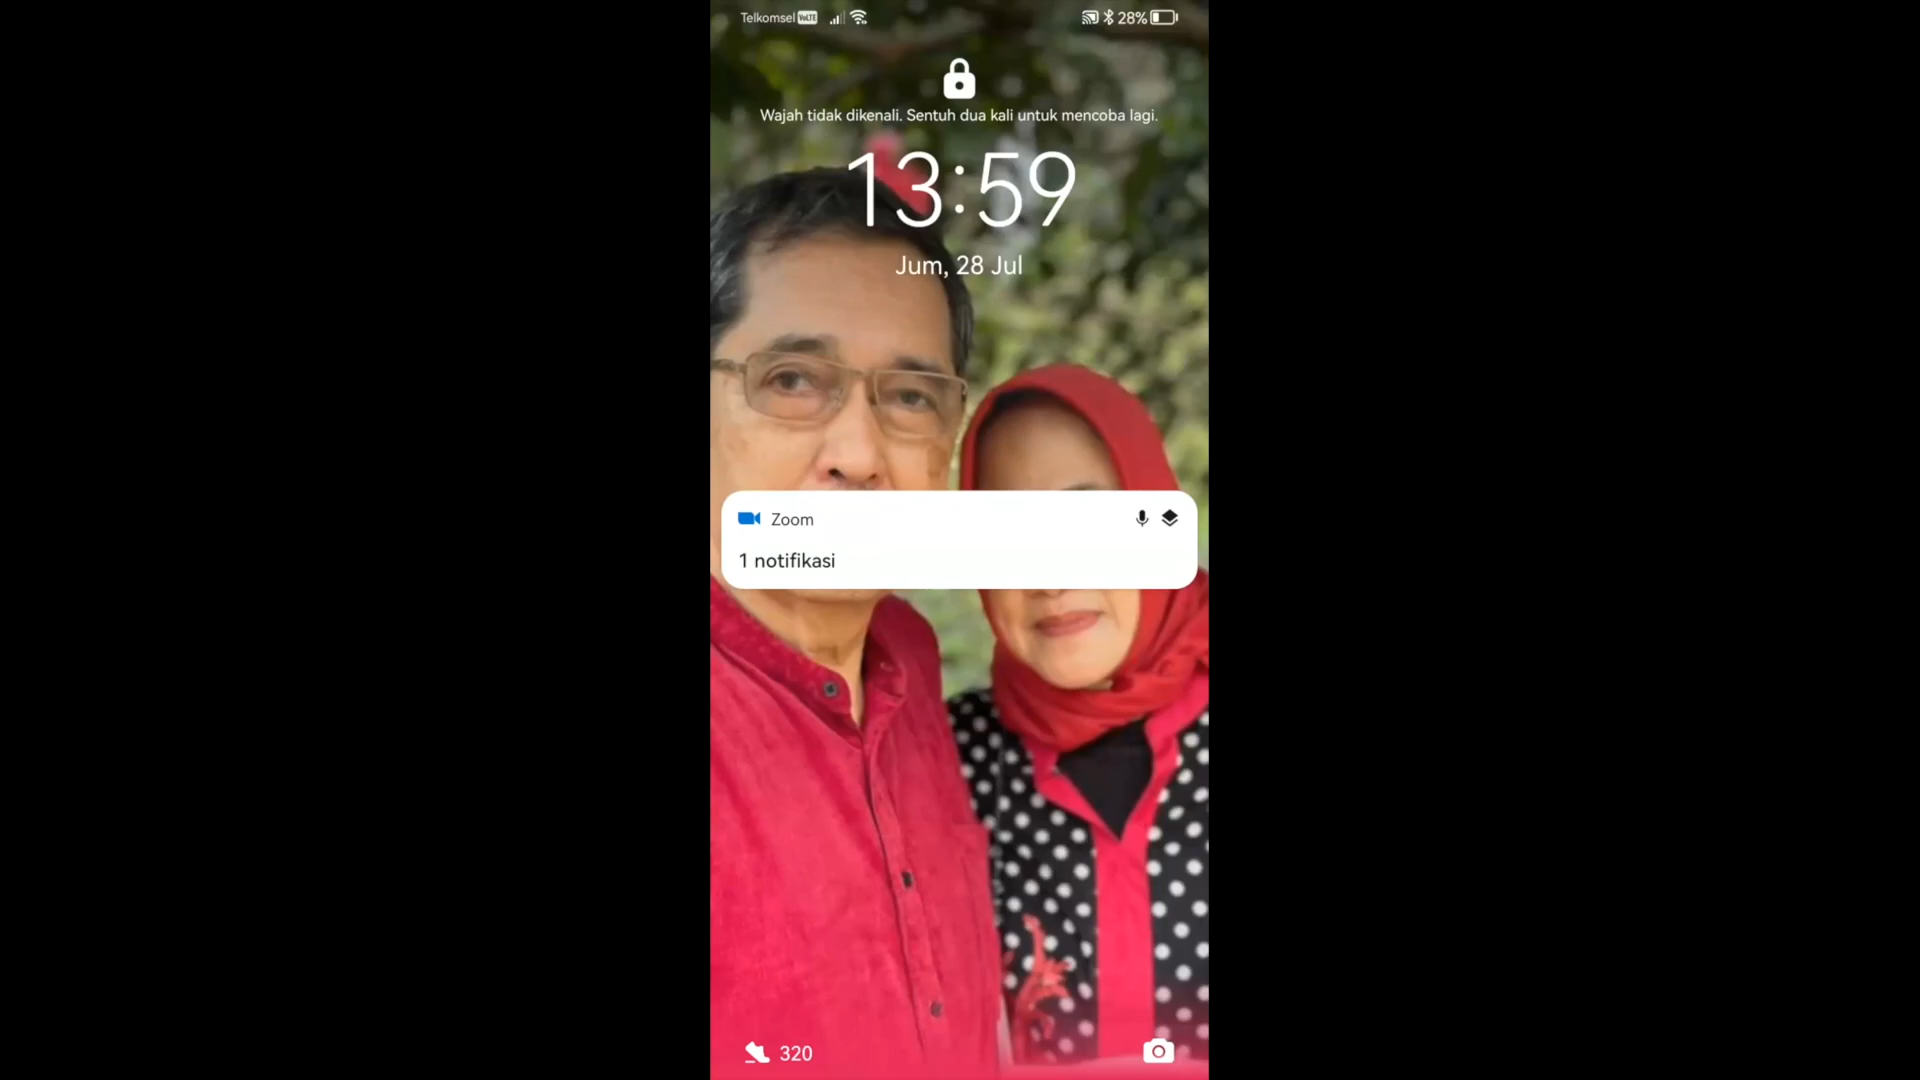 Telkomsel VoLTE 28%
Wajah tidak dikenali. Sentuh dua kali untuk mencoba lagi.
13:59
Jum, 28 Jul
Zoom
1 notifikasi
320